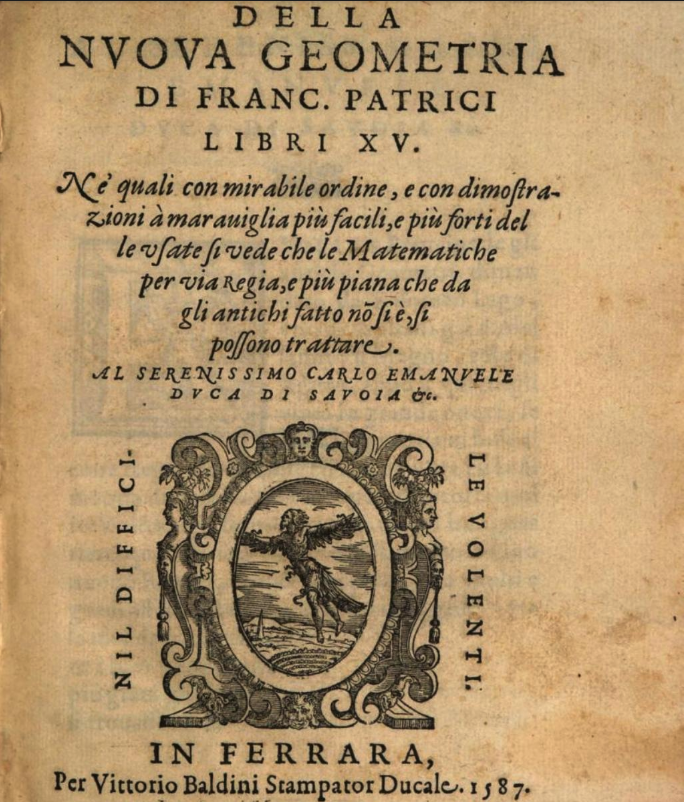 DELLA
NVOVA GEOMETRIA
DI FRANC. PATRICI
LIBRI XV.
Ne' quali con mirabile ordine, e con dimoſtra-
zioni à marauiglia più facili, e più forti del
le vſate ſi vede che le Matematiche
per via Regia, e più piana che da
gli antichi fatto nõ ſi è, ſi
poſſono trattare.
AL SERENISSIMO CARLO EMANVELE
DVCA DI SAVOIA &c.
NIL DIFFICI-
LE VOLENTI.
IN FERRARA,
Per Vittorio Baldini Stampator Ducale. 1587.